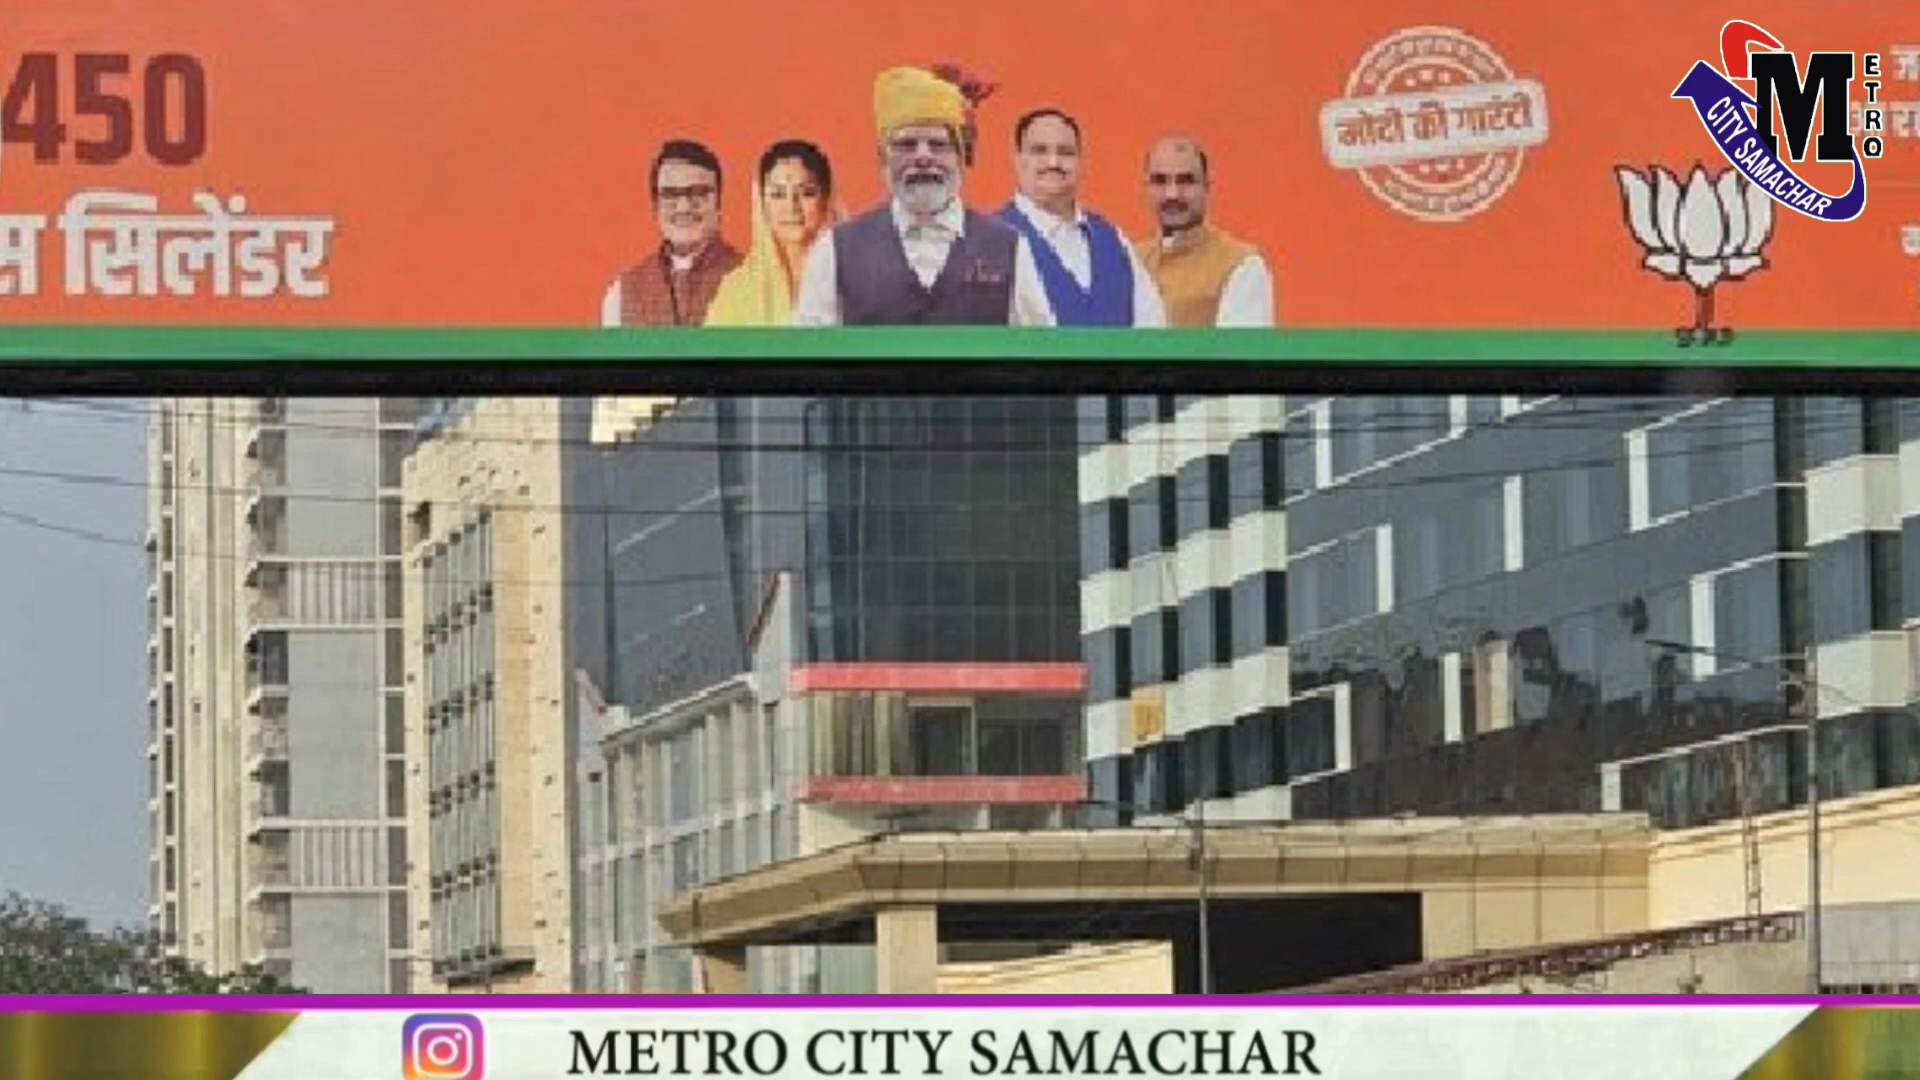 450
स सिलेंडर
मोदी की गारंटी
METRO
CITY SAMACHAR
METRO CITY SAMACHAR